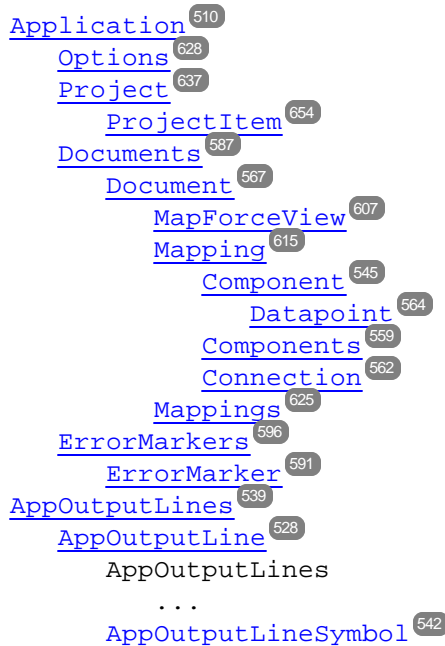 Application 510
Options 628
Project 637
ProjectItem 654
Documents 587
Document 567
MapForceView 607
Mapping 615
Component 545
Datapoint 564
Components 559
Connection 562
Mappings 625
ErrorMarkers 596
ErrorMarker 591
AppOutputLines 539
AppOutputLine 528
AppOutputLines
...
AppOutputLineSymbol 542